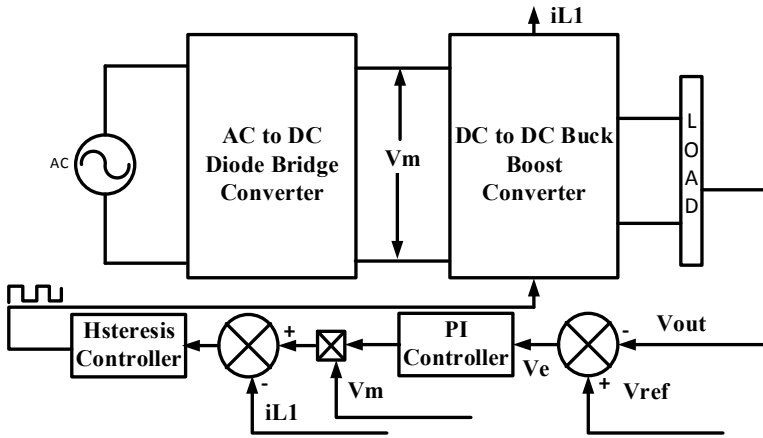 iL1
AC
AC to DC
Diode Bridge
Converter
Vm
DC to DC Buck
Boost
Converter
LOAD
Hsteresis
Controller
+
-
iL1
Vm
PI
Controller
Ve
-
+
Vout
Vref